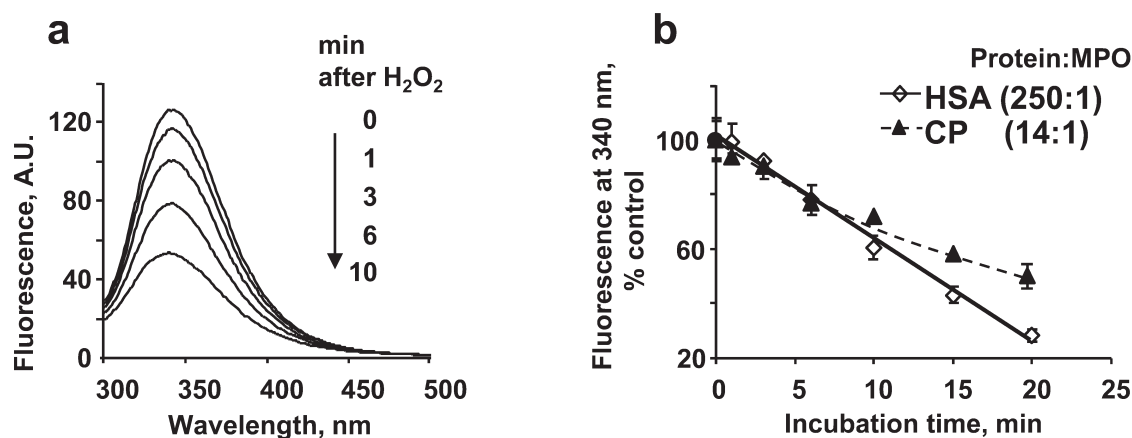 a
min
after H₂O₂
0
1
3
6
10
120
80
40
0
300 350 400 450 500
Fluorescence, A.U.
Wavelength, nm
b
Protein:MPO
HSA (250:1)
CP (14:1)
100
60
20
0 5 10 15 20 25
Fluorescence at 340 nm,
% control
Incubation time, min